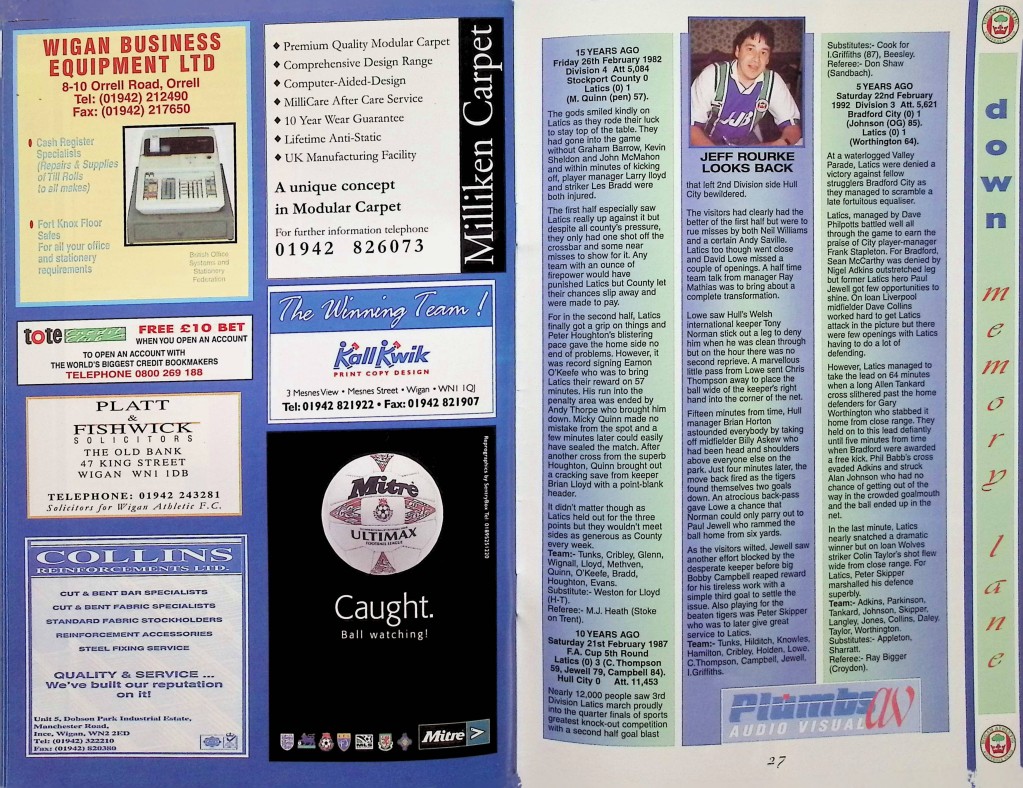 WIGAN BUSINESS
EQUIPMENT LTD
8-10 Orrell Road, Orrell
Tel: (01942) 212490
Fax: (01942) 217650
Cash Register
Specialists
(Repairs & Supplies
of Till Rolls
to all makes)
Fort Knox Floor
Safes
For all your office
and stationery
requirements
British Office
Systems and
Stationery
Federation
◆ Premium Quality Modular Carpet
◆ Comprehensive Design Range
◆ Computer-Aided-Design
◆ MilliCare After Care Service
◆ 10 Year Wear Guarantee
◆ Lifetime Anti-Static
◆ UK Manufacturing Facility
A unique concept
in Modular Carpet
For further information telephone
01942 826073
Milliken Carpet
tote
FREE £10 BET
WHEN YOU OPEN AN ACCOUNT
TO OPEN AN ACCOUNT WITH
THE WORLD'S BIGGEST CREDIT BOOKMAKERS
TELEPHONE 0800 269 188
PLATT
&
FISHWICK
SOLICITORS
THE OLD BANK
47 KING STREET
WIGAN WN1 1DB
TELEPHONE: 01942 243281
Solicitors for Wigan Athletic F.C.
COLLINS
REINFORCEMENTS LTD.
CUT & BENT BAR SPECIALISTS
CUT & BENT FABRIC SPECIALISTS
STANDARD FABRIC STOCKHOLDERS
REINFORCEMENT ACCESSORIES
STEEL FIXING SERVICE
QUALITY & SERVICE ...
We've built our reputation
on it!
Unit 5, Dobson Park Industrial Estate,
Manchester Road,
Ince, Wigan, WN2 2ED
Tel: (01942) 322210
Fax: (01942) 820380
The Winning Team !
Kall Kwik
PRINT COPY DESIGN
3 Mesnes View • Mesnes Street • Wigan • WN1 1QJ
Tel: 01942 821922 • Fax: 01942 821907
Mitre
ULTIMAX
FOOTBALL LEAGUE
Caught.
Ball watching!
Mitre
15 YEARS AGO
Friday 26th February 1982
Division 4 Att 5,084
Stockport County 0
Latics (0) 1
(M. Quinn (pen) 57).
The gods smiled kindly on
Latics as they rode their luck
to stay top of the table. They
had gone into the game
without Graham Barrow, Kevin
Sheldon and John McMahon
and within minutes of kicking
off, player manager Larry lloyd
and striker Les Bradd were
both injured.
The first half especially saw
Latics really up against it but
despite all county's pressure,
they only had one shot off the
crossbar and some near
misses to show for it. Any
team with an ounce of
firepower would have
punished Latics but County let
their chances slip away and
were made to pay.
For in the second half, Latics
finally got a grip on things and
Peter Houghton's blistering
pace gave the home side no
end of problems. However, it
was record signing Eamon
O'Keefe who was to bring
Latics their reward on 57
minutes. His run into the
penalty area was ended by
Andy Thorpe who brought him
down. Micky Quinn made no
mistake from the spot and a
few minutes later could easily
have sealed the match. After
another cross from the superb
Houghton, Quinn brought out
a cracking save from keeper
Brian Lloyd with a point-blank
header.
It didn't matter though as
Latics held out for the three
points but they wouldn't meet
sides as generous as County
every week.
Team:- Tunks, Cribley, Glenn,
Wignall, Lloyd, Methven,
Quinn, O'Keefe, Bradd,
Houghton, Evans.
Substitute:- Weston for Lloyd
(H-T).
Referee:- M.J. Heath (Stoke
on Trent).
10 YEARS AGO
Saturday 21st February 1987
F.A. Cup 5th Round
Latics (0) 3 (C. Thompson
59, Jewell 79, Campbell 84).
Hull City 0 Att. 11,453
Nearly 12,000 people saw 3rd
Division Latics march proudly
into the quarter finals of sports
greatest knock-out competition
with a second half goal blast
JEFF ROURKE
LOOKS BACK
that left 2nd Division side Hull
City bewildered.
The visitors had clearly had the
better of the first half but were to
rue misses by both Neil Williams
and a certain Andy Saville.
Latics too though went close
and David Lowe missed a
couple of openings. A half time
team talk from manager Ray
Mathias was to bring about a
complete transformation.
Lowe saw Hull's Welsh
international keeper Tony
Norman stick out a leg to deny
him when he was clean through
but on the hour there was no
second reprieve. A marvellous
little pass from Lowe sent Chris
Thompson away to place the
ball wide of the keeper's right
hand into the corner of the net.
Fifteen minutes from time, Hull
manager Brian Horton
astounded everybody by taking
off midfielder Billy Askew who
had been head and shoulders
above everyone else on the
park. Just four minutes later, the
move back fired as the tigers
found themselves two goals
down. An atrocious back-pass
gave Lowe a chance that
Norman could only parry out to
Paul Jewell who rammed the
ball home from six yards.
As the visitors wilted, Jewell saw
another effort blocked by the
desperate keeper before big
Bobby Campbell reaped reward
for his tireless work with a
simple third goal to settle the
issue. Also playing for the
beaten tigers was Peter Skipper
who was to later give great
service to Latics.
Team:- Tunks, Hilditch, Knowles,
Hamilton, Cribley, Holden, Lowe,
C.Thompson, Campbell, Jewell,
I.Griffiths.
Substitutes:- Cook for
I.Griffiths (87), Beesley.
Referee:- Don Shaw
(Sandbach).
5 YEARS AGO
Saturday 22nd February
1992 Division 3 Att. 5,621
Bradford City (0) 1
(Johnson (OG) 85).
Latics (0) 1
(Worthington 64).
At a waterlogged Valley
Parade, Latics were denied a
victory against fellow
strugglers Bradford City as
they managed to scramble a
late fortuitous equaliser.
Latics, managed by Dave
Philpotts battled well all
through the game to earn the
praise of City player-manager
Frank Stapleton. For Bradford,
Sean McCarthy was denied by
Nigel Adkins outstretched leg
but former Latics hero Paul
Jewell got few opportunities to
shine. On loan Liverpool
midfielder Dave Collins
worked hard to get Latics
attack in the picture but there
were few openings with Latics
having to do a lot of
defending.
However, Latics managed to
take the lead on 64 minutes
when a long Allen Tankard
cross slithered past the home
defenders for Gary
Worthington who stabbed it
home from close range. They
held on to this lead defiantly
until five minutes from time
when Bradford were awarded
a free kick. Phil Babb's cross
evaded Adkins and struck
Alan Johnson who had no
chance of getting out of the
way in the crowded goalmouth
and the ball ended up in the
net.
In the last minute, Latics
nearly snatched a dramatic
winner but on loan Wolves
striker Colin Taylor's shot flew
wide from close range. For
Latics, Peter Skipper
marshalled his defence
superbly.
Team:- Adkins, Parkinson,
Tankard, Johnson, Skipper,
Langley, Jones, Collins, Daley,
Taylor, Worthington.
Substitutes:- Appleton,
Sharratt.
Referee:- Ray Bigger
(Croydon).
Plumbs av
AUDIO VISUAL
27
down memory lane